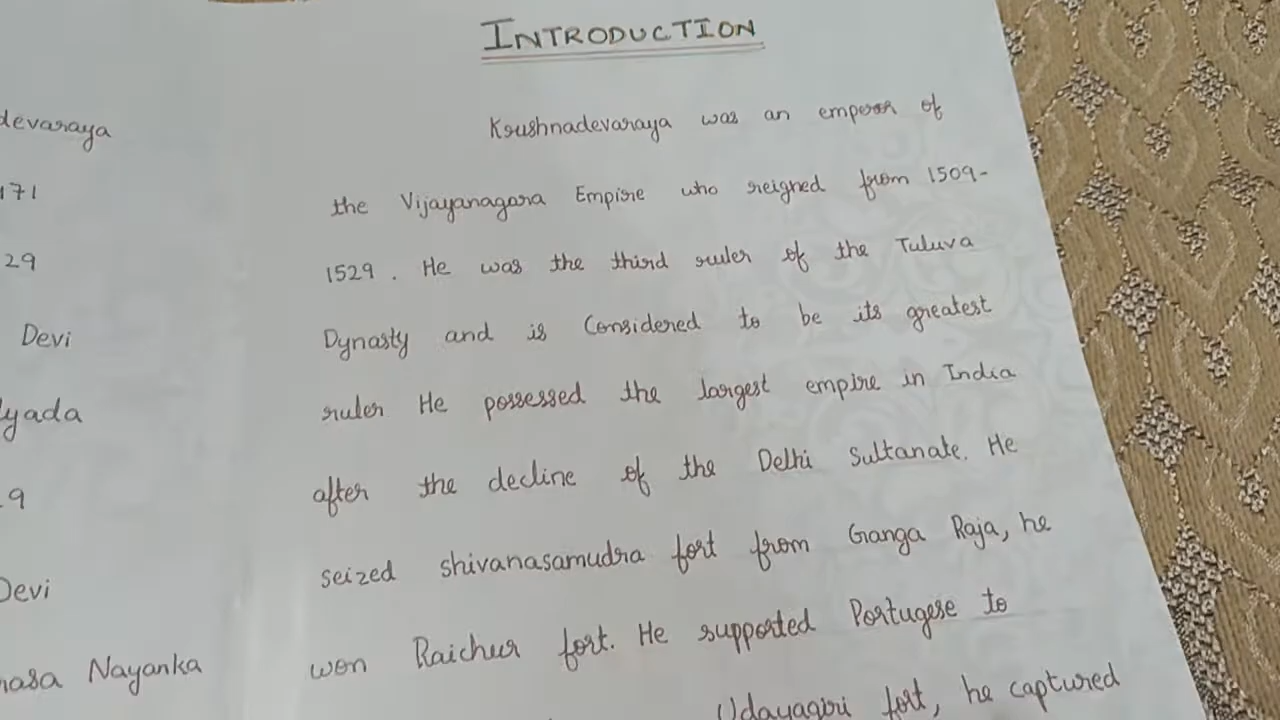 INTRODUCTION
Krushnadevaraya was an emperor of
the Vijayanagara Empire who reigned from 1509-
1529. He was the third ruler of the Tuluva
Dynasty and is Considered to be its greatest
ruler He possessed the largest empire in India
after the decline of the Delhi Sultanate. He
seized shivanasamudra fort from Ganga Raja, he
won Raichur fort. He supported Portugese to
Udayagiri fort, he captured
devaraya
171
29
Devi
yada
9
Devi
Nayanka